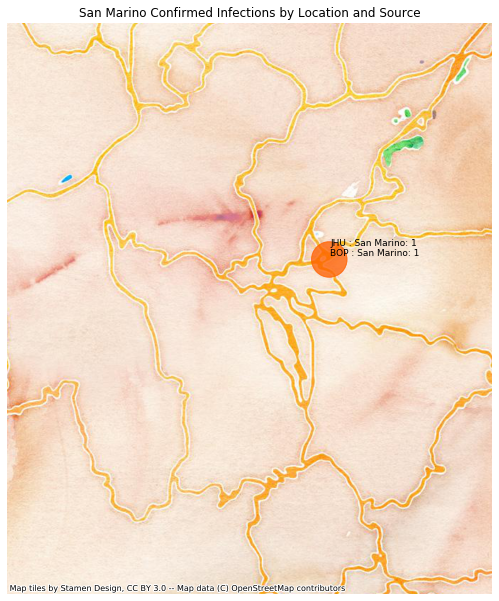 San Marino Confirmed Infections by Location and Source
JHU : San Marino: 1
BOP : San Marino: 1
Map tiles by Stamen Design, CC BY 3.0 -- Map data (C) OpenStreetMap contributors